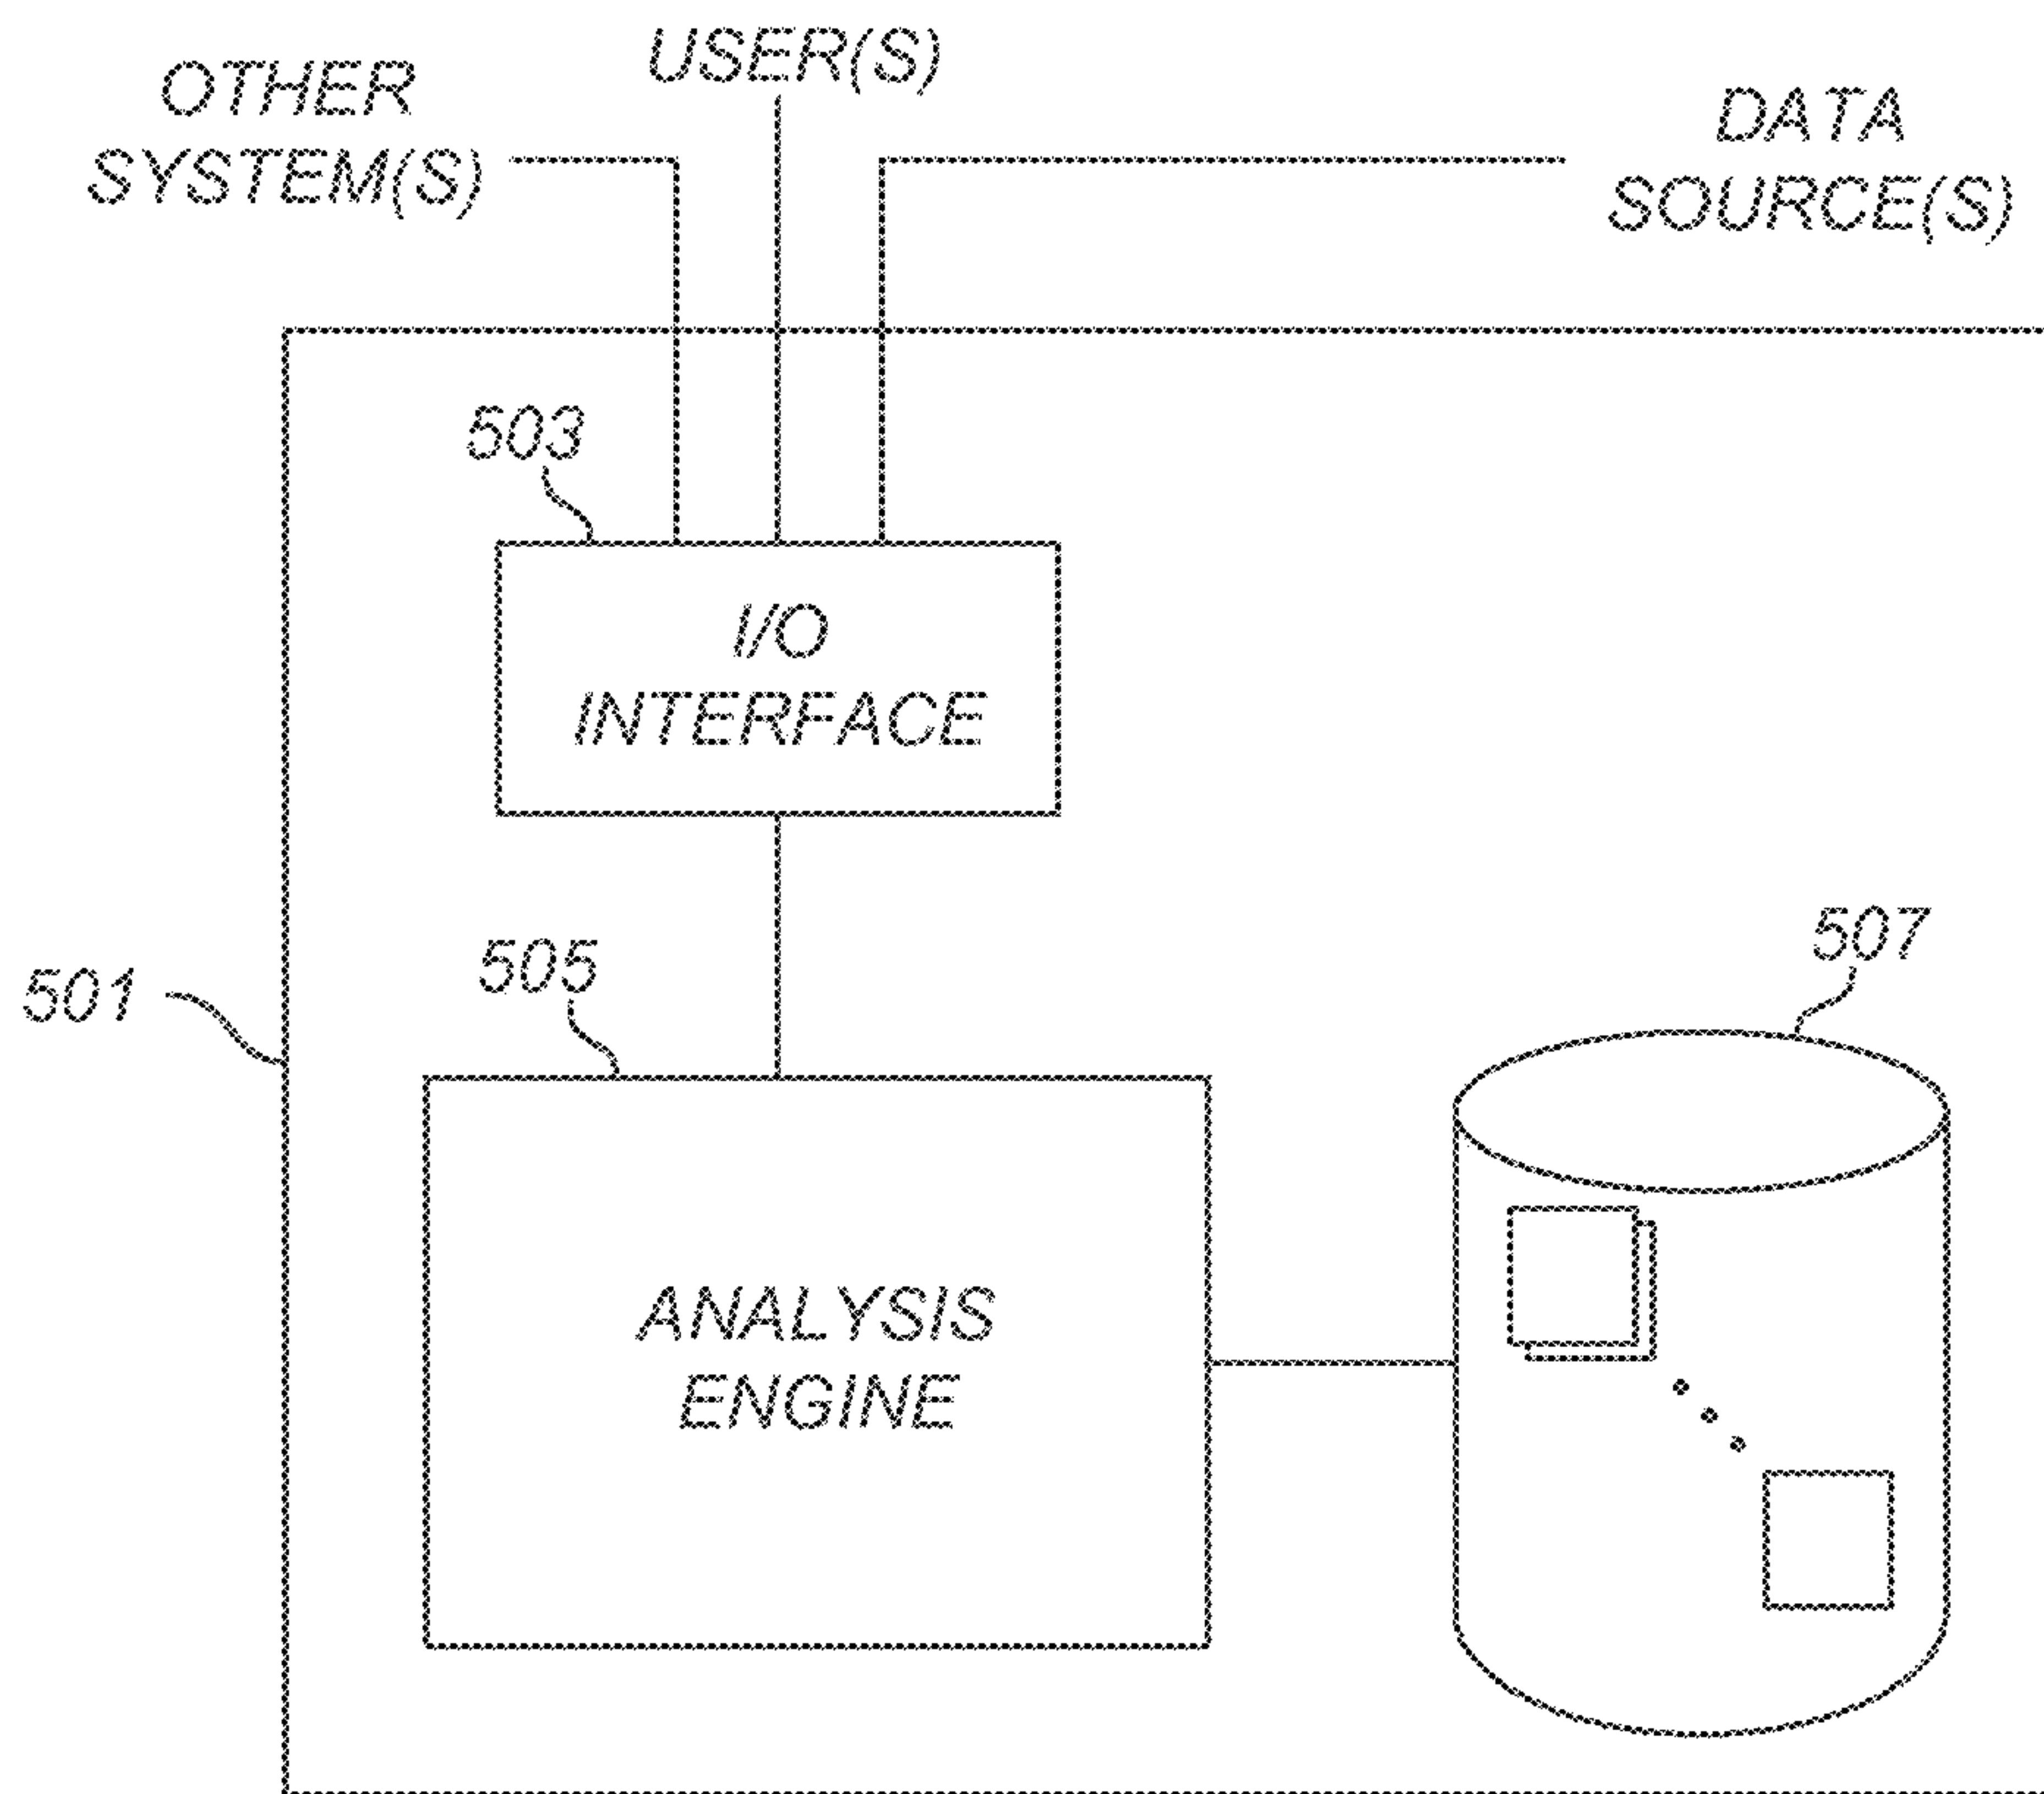 USER(S)
OTHER
SYSTEM(S)
DATA
SOURCE(S)
503
I/O
INTERFACE
507
505
501
ANALYSIS
ENGINE